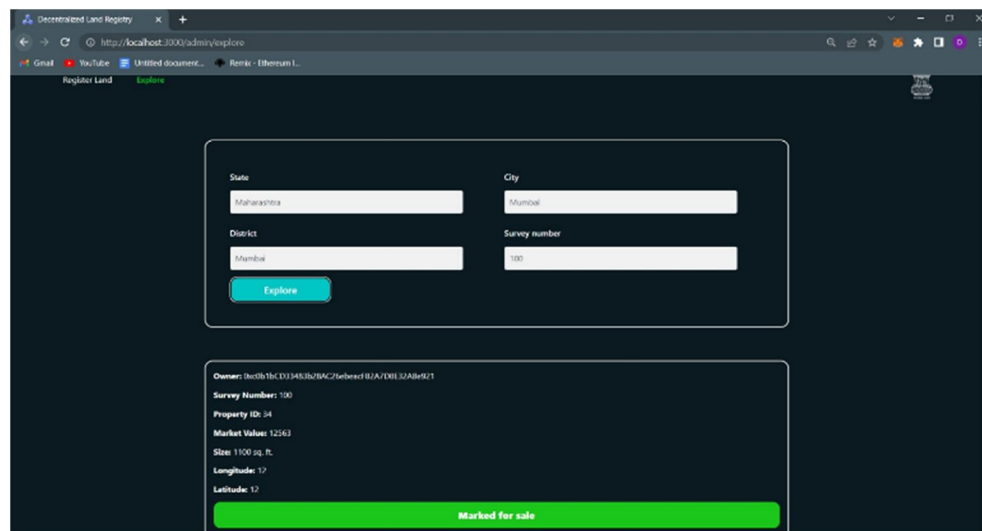 Decentralized Land Registry
http://localhost:3000/admin/explore
Gmail YouTube Untitled document... Remix - Ethereum I...
Register Land Explore
State City
Maharashtra Mumbai
District Survey number
Mumbai 100
Explore
Owner:
Survey Number: 100
Property ID: 34
Market Value: 12563
Size: 1100 sq. ft.
Longitude: 12
Latitude: 12
Marked for sale